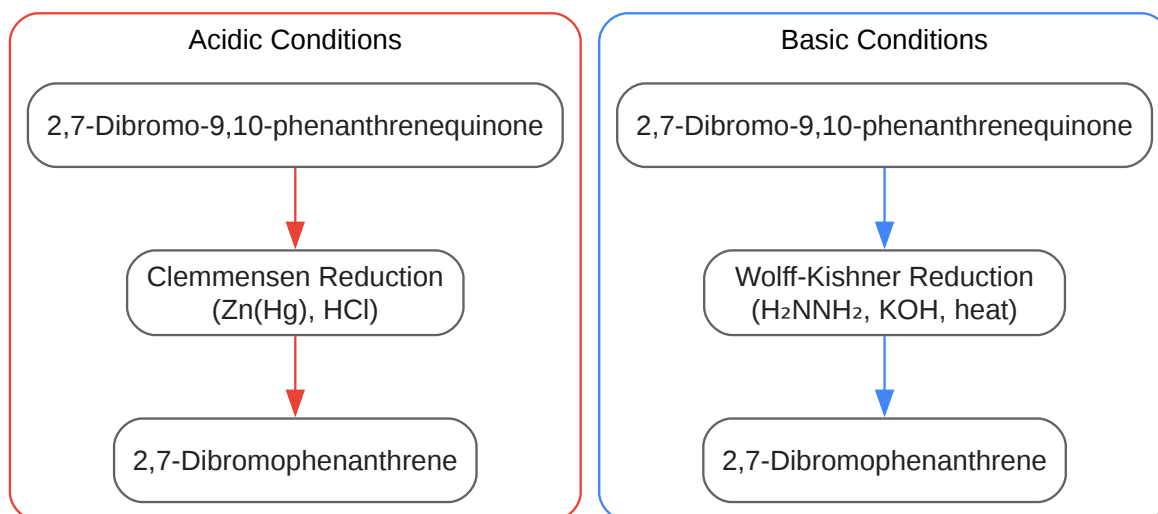 Acidic Conditions
2,7-Dibromo-9,10-phenanthrenequinone
Clemmensen Reduction
(Zn(Hg), HCl)
2,7-Dibromophenanthrene
Basic Conditions
2,7-Dibromo-9,10-phenanthrenequinone
Wolff-Kishner Reduction
(H₂NNH₂, KOH, heat)
2,7-Dibromophenanthrene